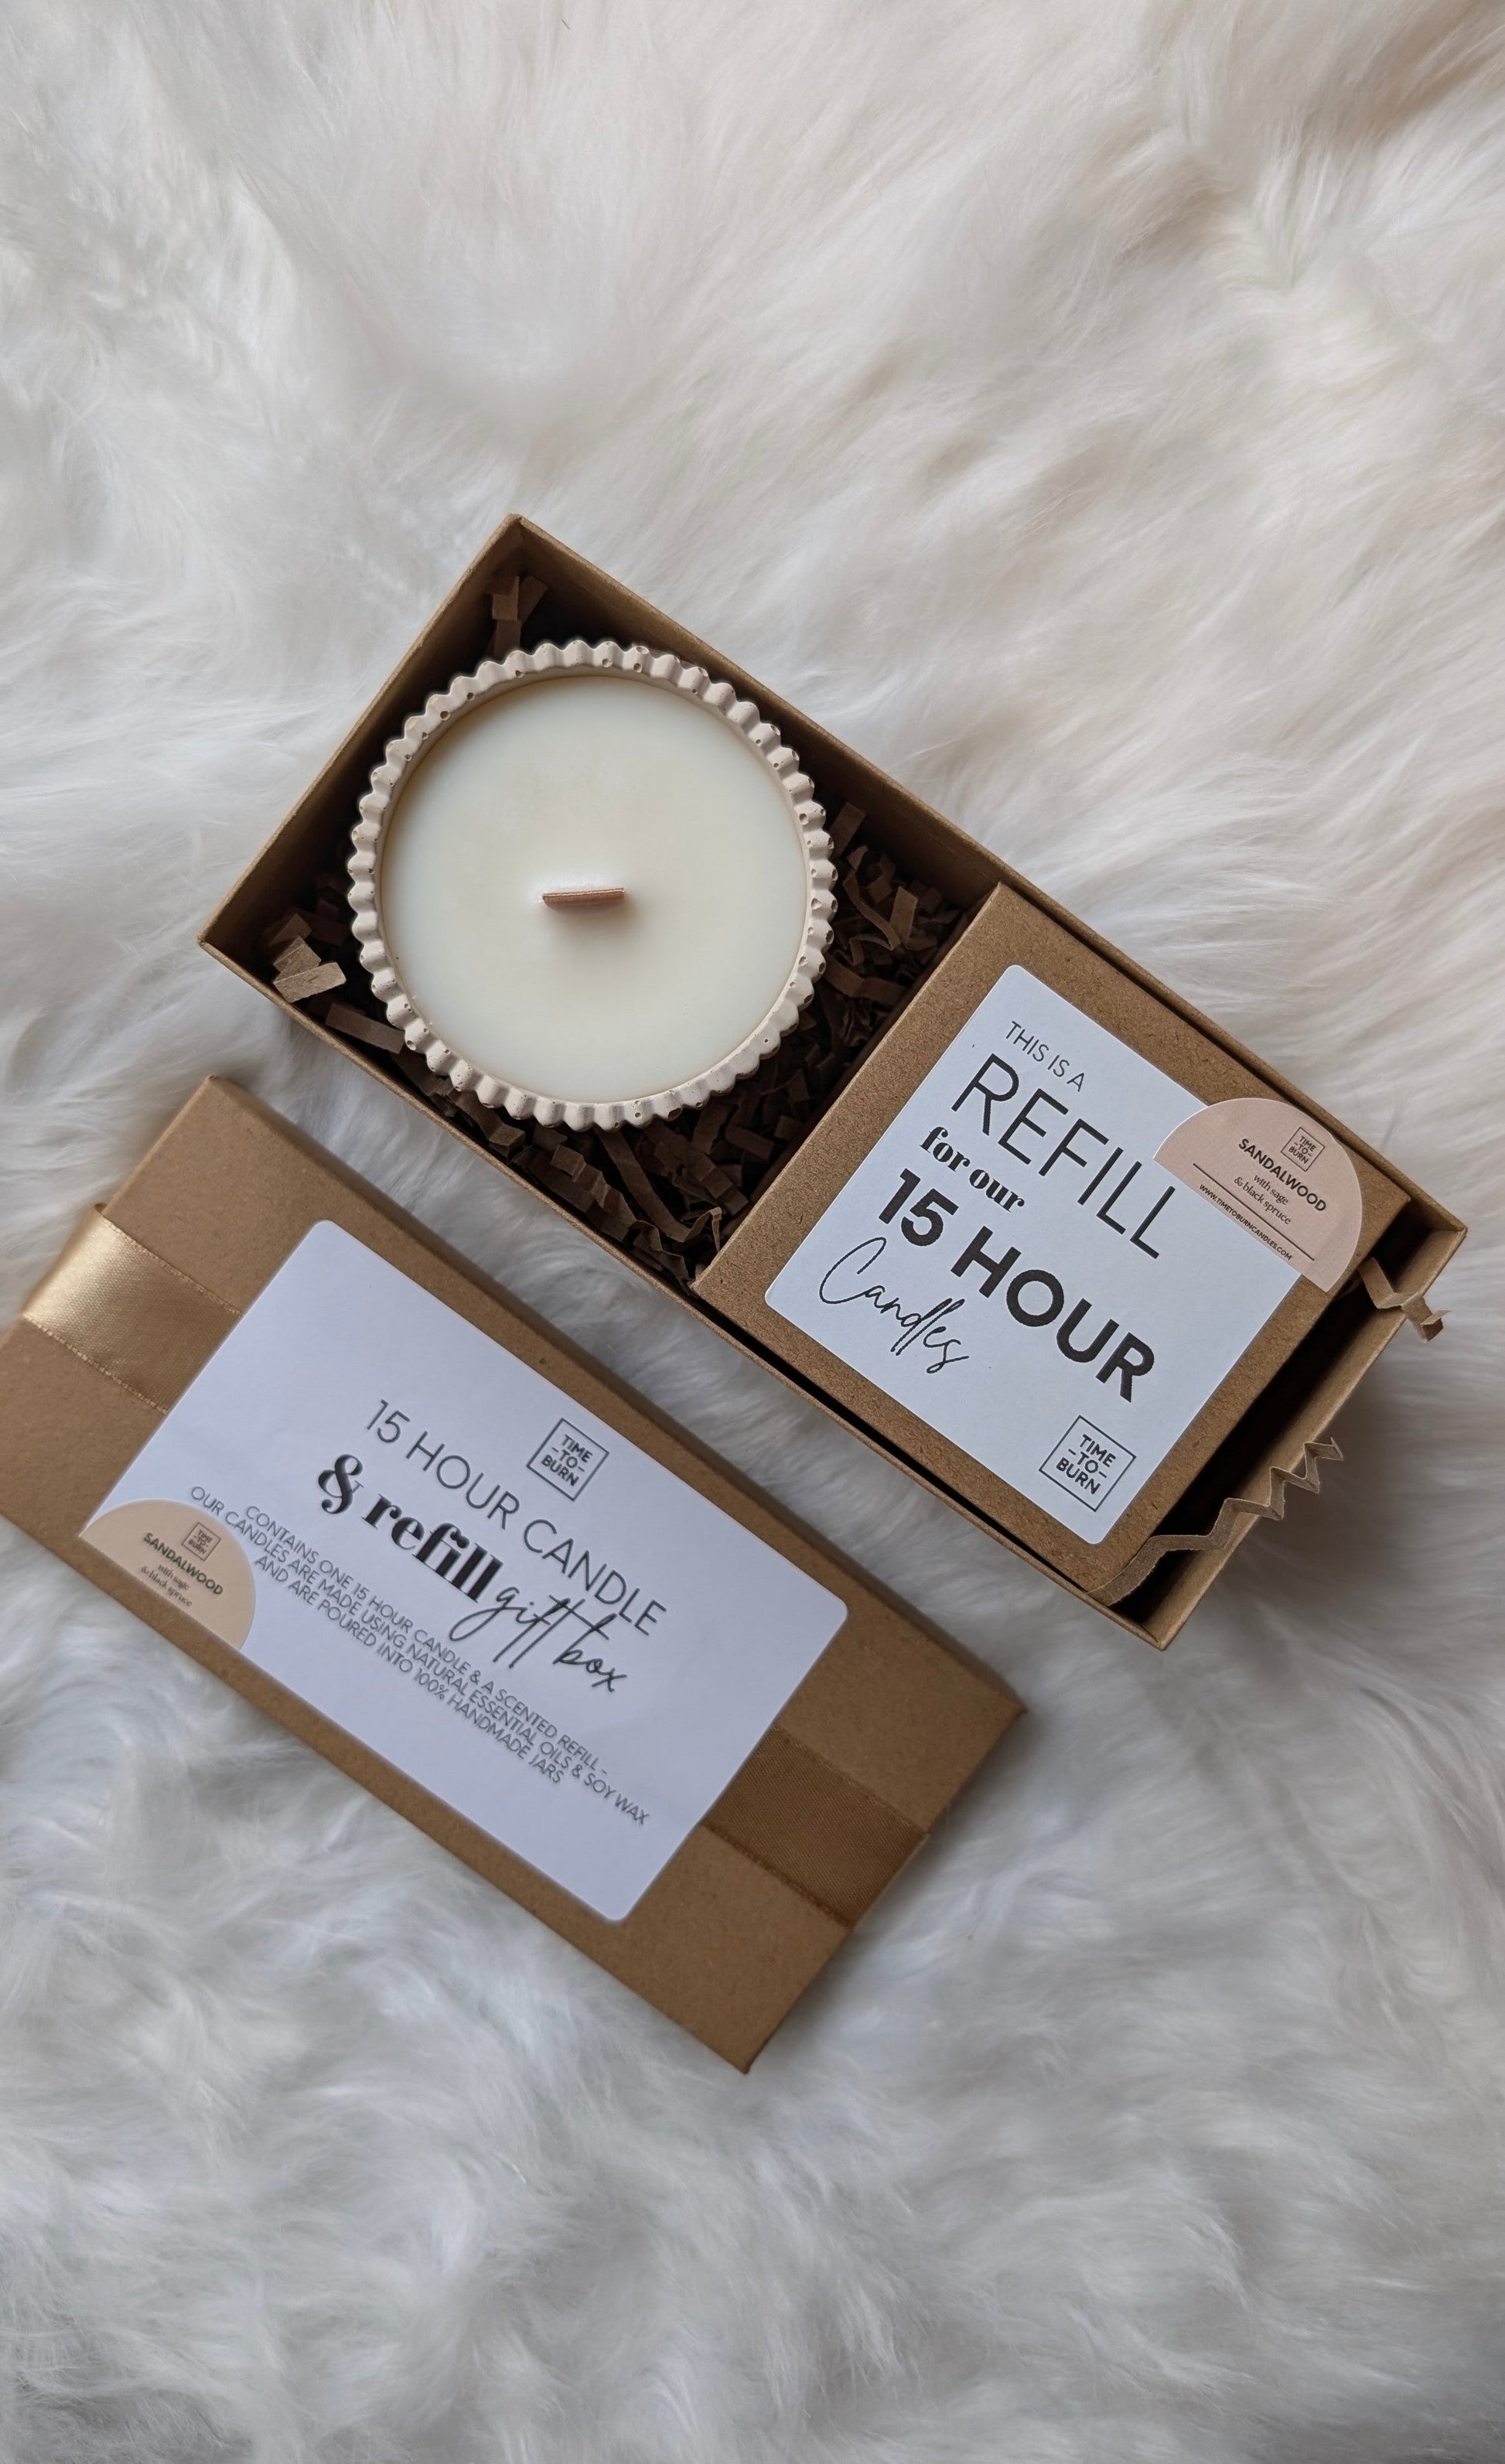 THIS IS A
REFILL
for our
15 HOUR
Candles
TIME
-TO-
BURN
TIME
-TO-
BURN
SANDALWOOD
with sage
& black spruce
WWW.TIMETOBURNCANDLES.COM
TIME
-TO-
BURN
15 HOUR CANDLE
& refill gift box
CONTAINS ONE 15 HOUR CANDLE & A SCENTED REFILL -
OUR CANDLES ARE MADE USING NATURAL ESSENTIAL OILS & SOY WAX
AND ARE POURED INTO 100% HANDMADE JARS
TIME
-TO-
BURN
SANDALWOOD
with sage
& black spruce